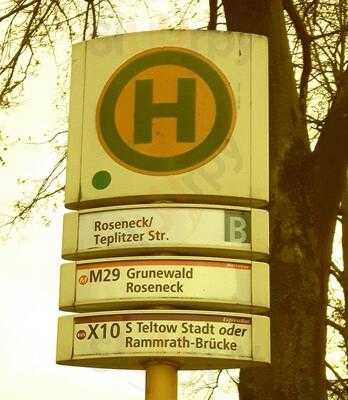 H
Roseneck/
Teplitzer Str.
B
M29 Grunewald
Roseneck
X10 S Teltow Stadt oder
Rammrath-Brücke